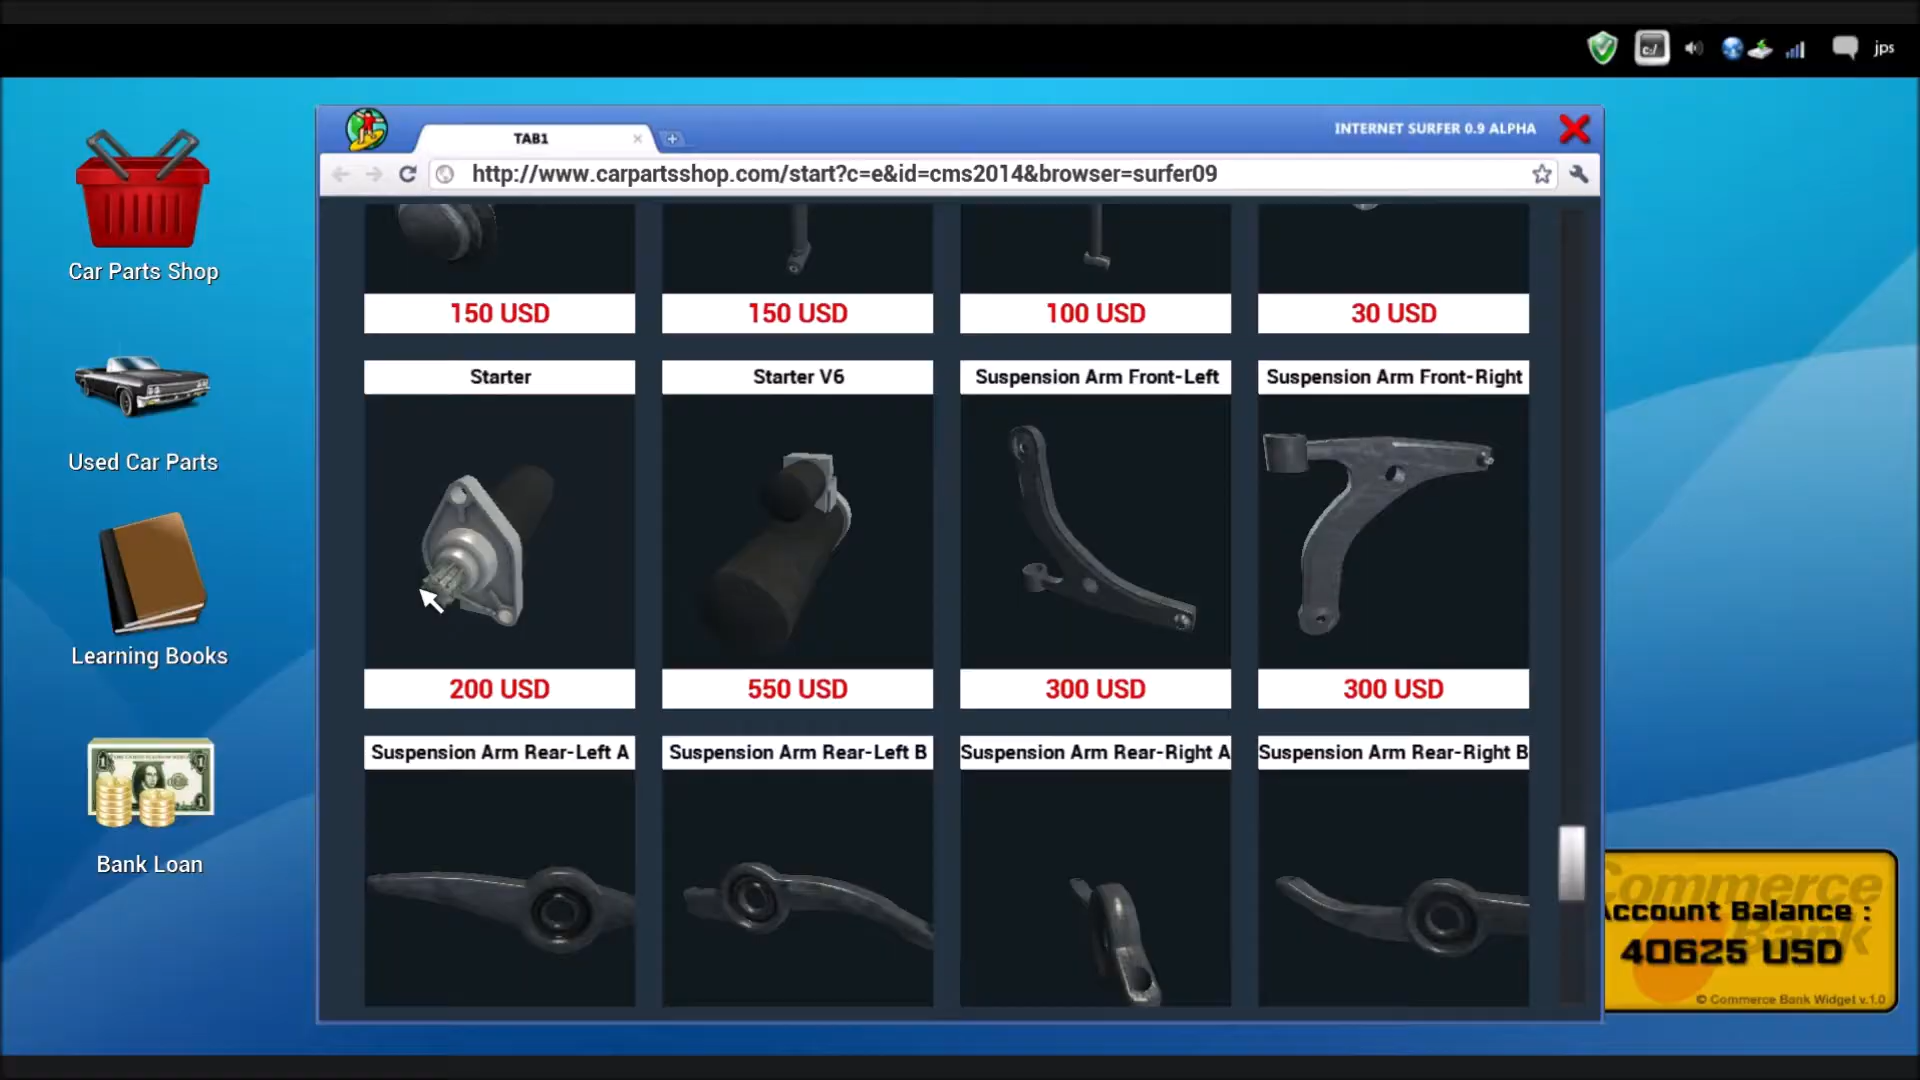 c:/
jps
TAB1
INTERNET SURFER 0.9 ALPHA
http://www.carpartsshop.com/start?c=e&id=cms2014&browser=surfer09
Car Parts Shop
Used Car Parts
Learning Books
Bank Loan
150 USD
150 USD
100 USD
30 USD
Starter
Starter V6
Suspension Arm Front-Left
Suspension Arm Front-Right
200 USD
550 USD
300 USD
300 USD
Suspension Arm Rear-Left A
Suspension Arm Rear-Left B
Suspension Arm Rear-Right A
Suspension Arm Rear-Right B
Commerce
Bank
Account Balance :
40625 USD
© Commerce Bank Widget v.1.0